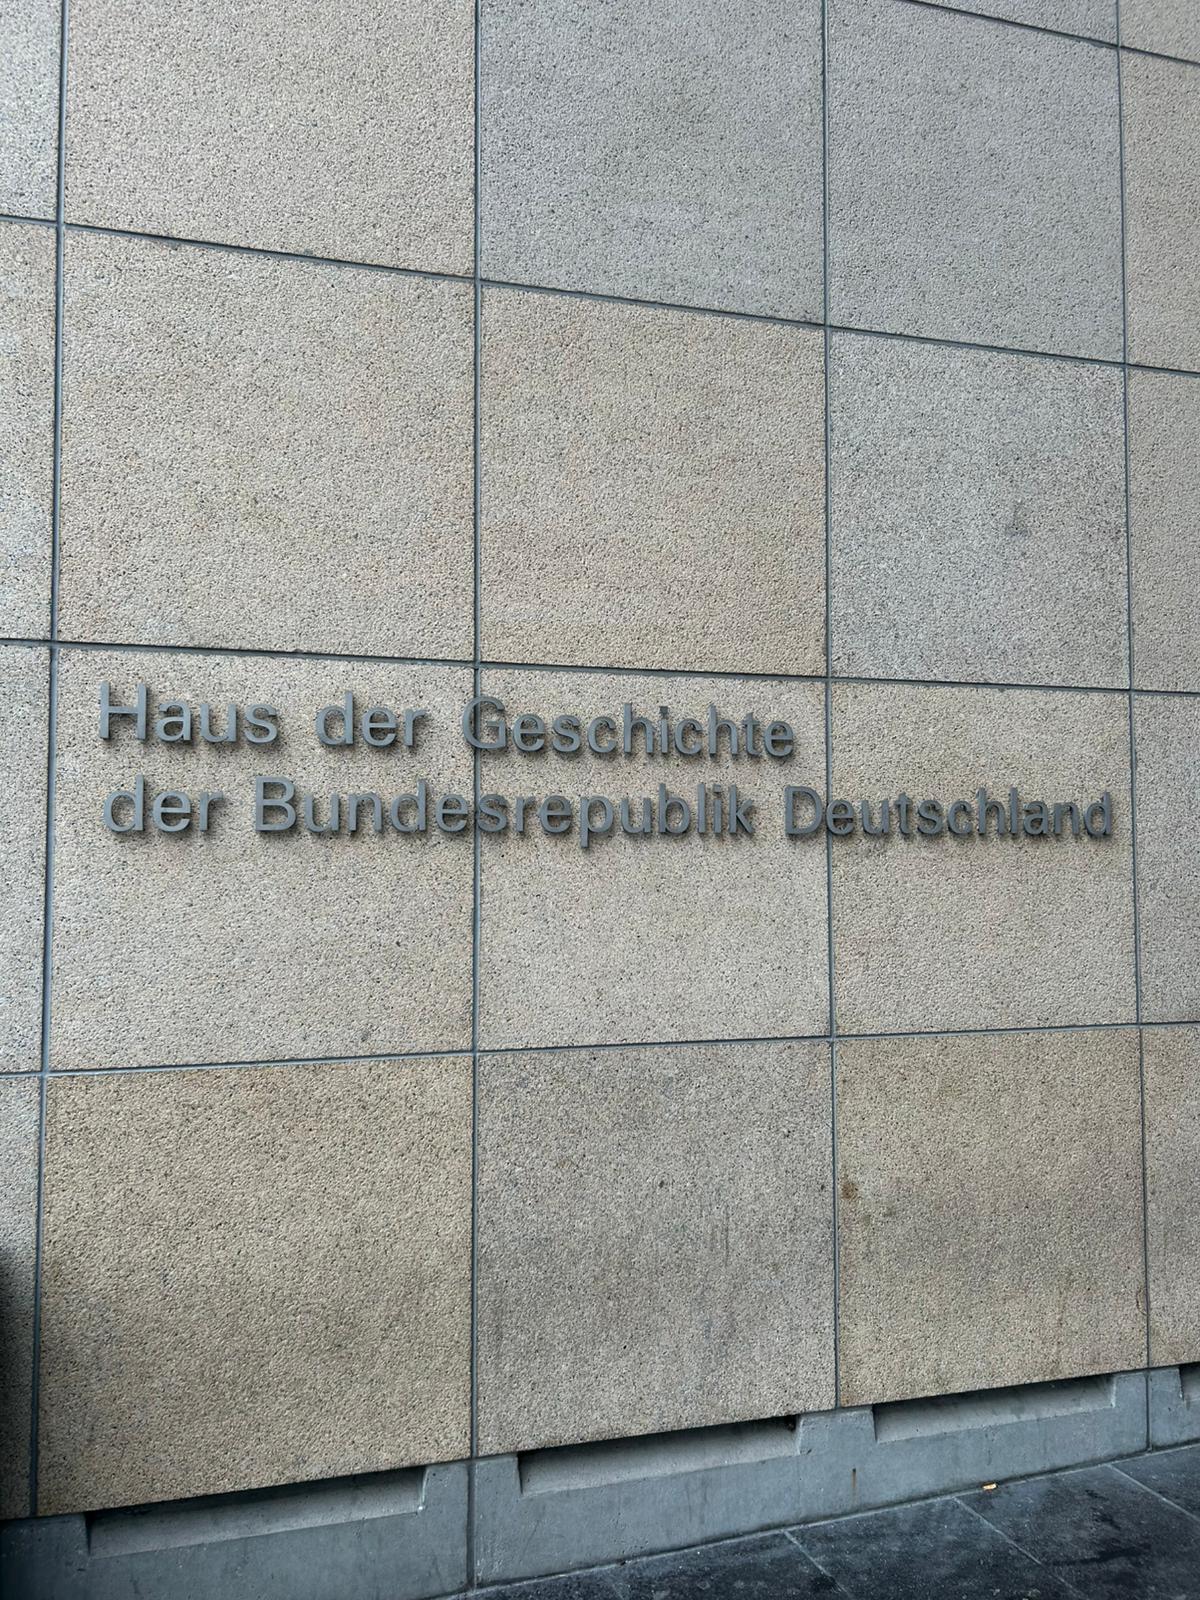 Haus der Geschichte
der Bundesrepublik Deutschland